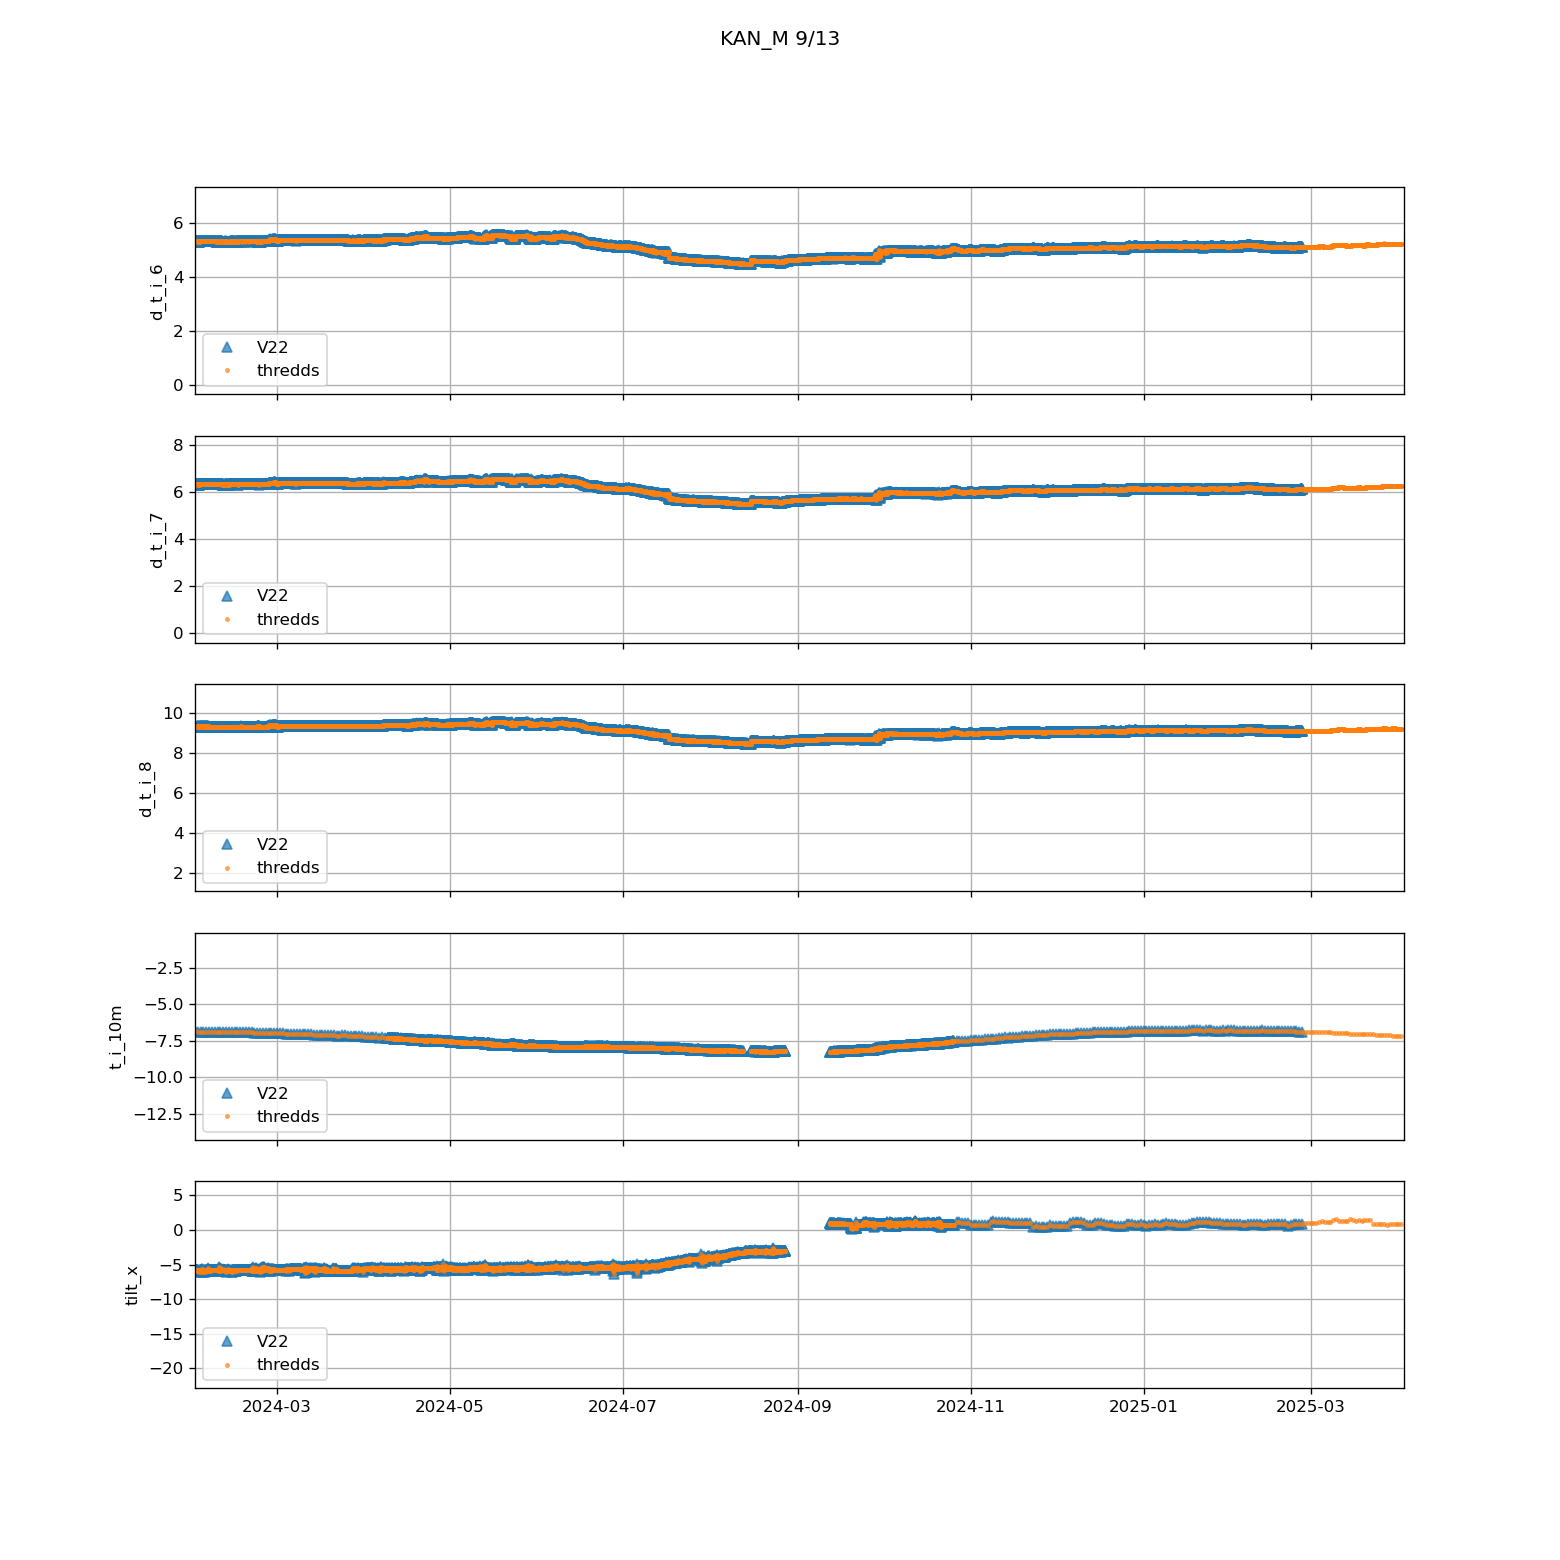 KAN_M 9/13
6
4
2
0
d_t_i_6
V22
thredds
8
6
4
2
0
d_t_i_7
V22
thredds
10
8
6
4
2
d_t_i_8
V22
thredds
−2.5
−5.0
−7.5
−10.0
−12.5
t_i_10m
V22
thredds
5
0
−5
−10
−15
−20
tilt_x
V22
thredds
2024-03 2024-05 2024-07 2024-09 2024-11 2025-01 2025-03